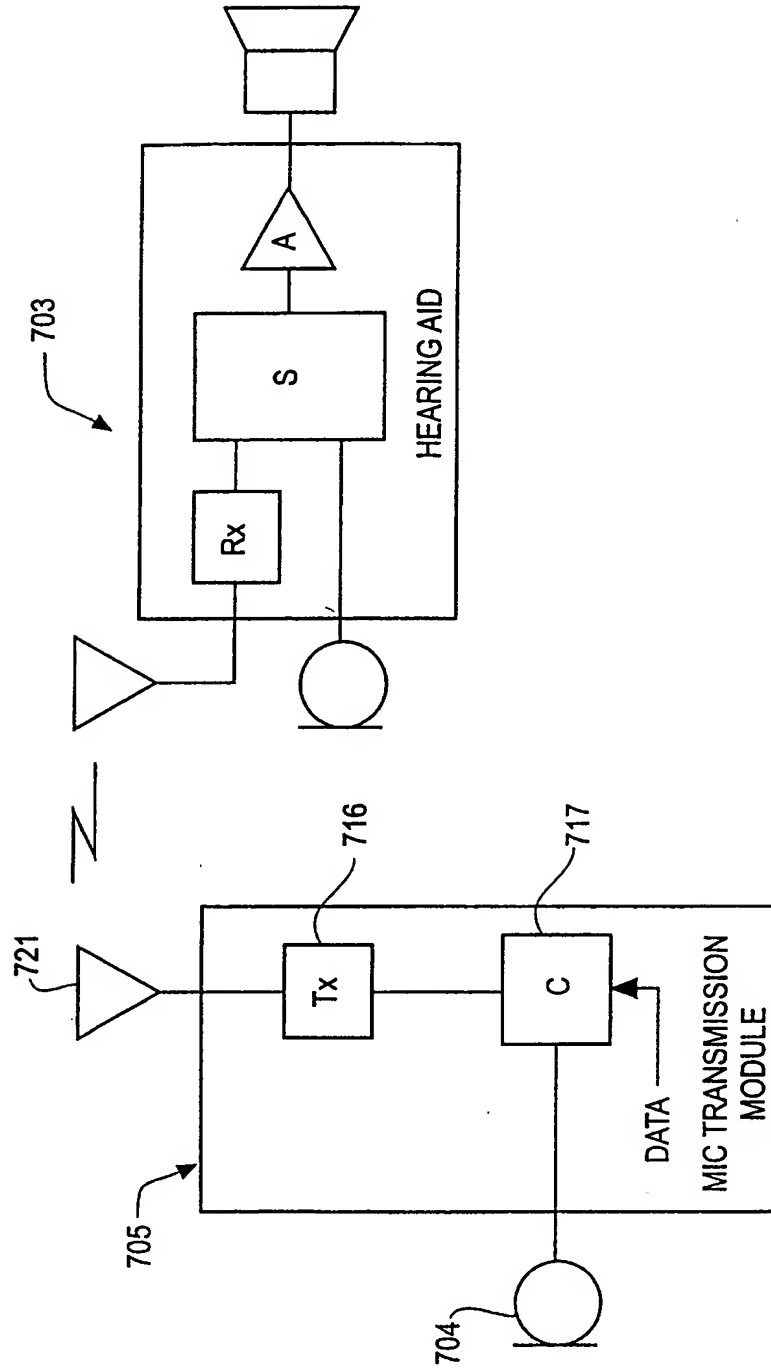 721
705
Tx
716
C
717
DATA
MIC TRANSMISSION
MODULE
704
703
Rx
S
A
HEARING AID